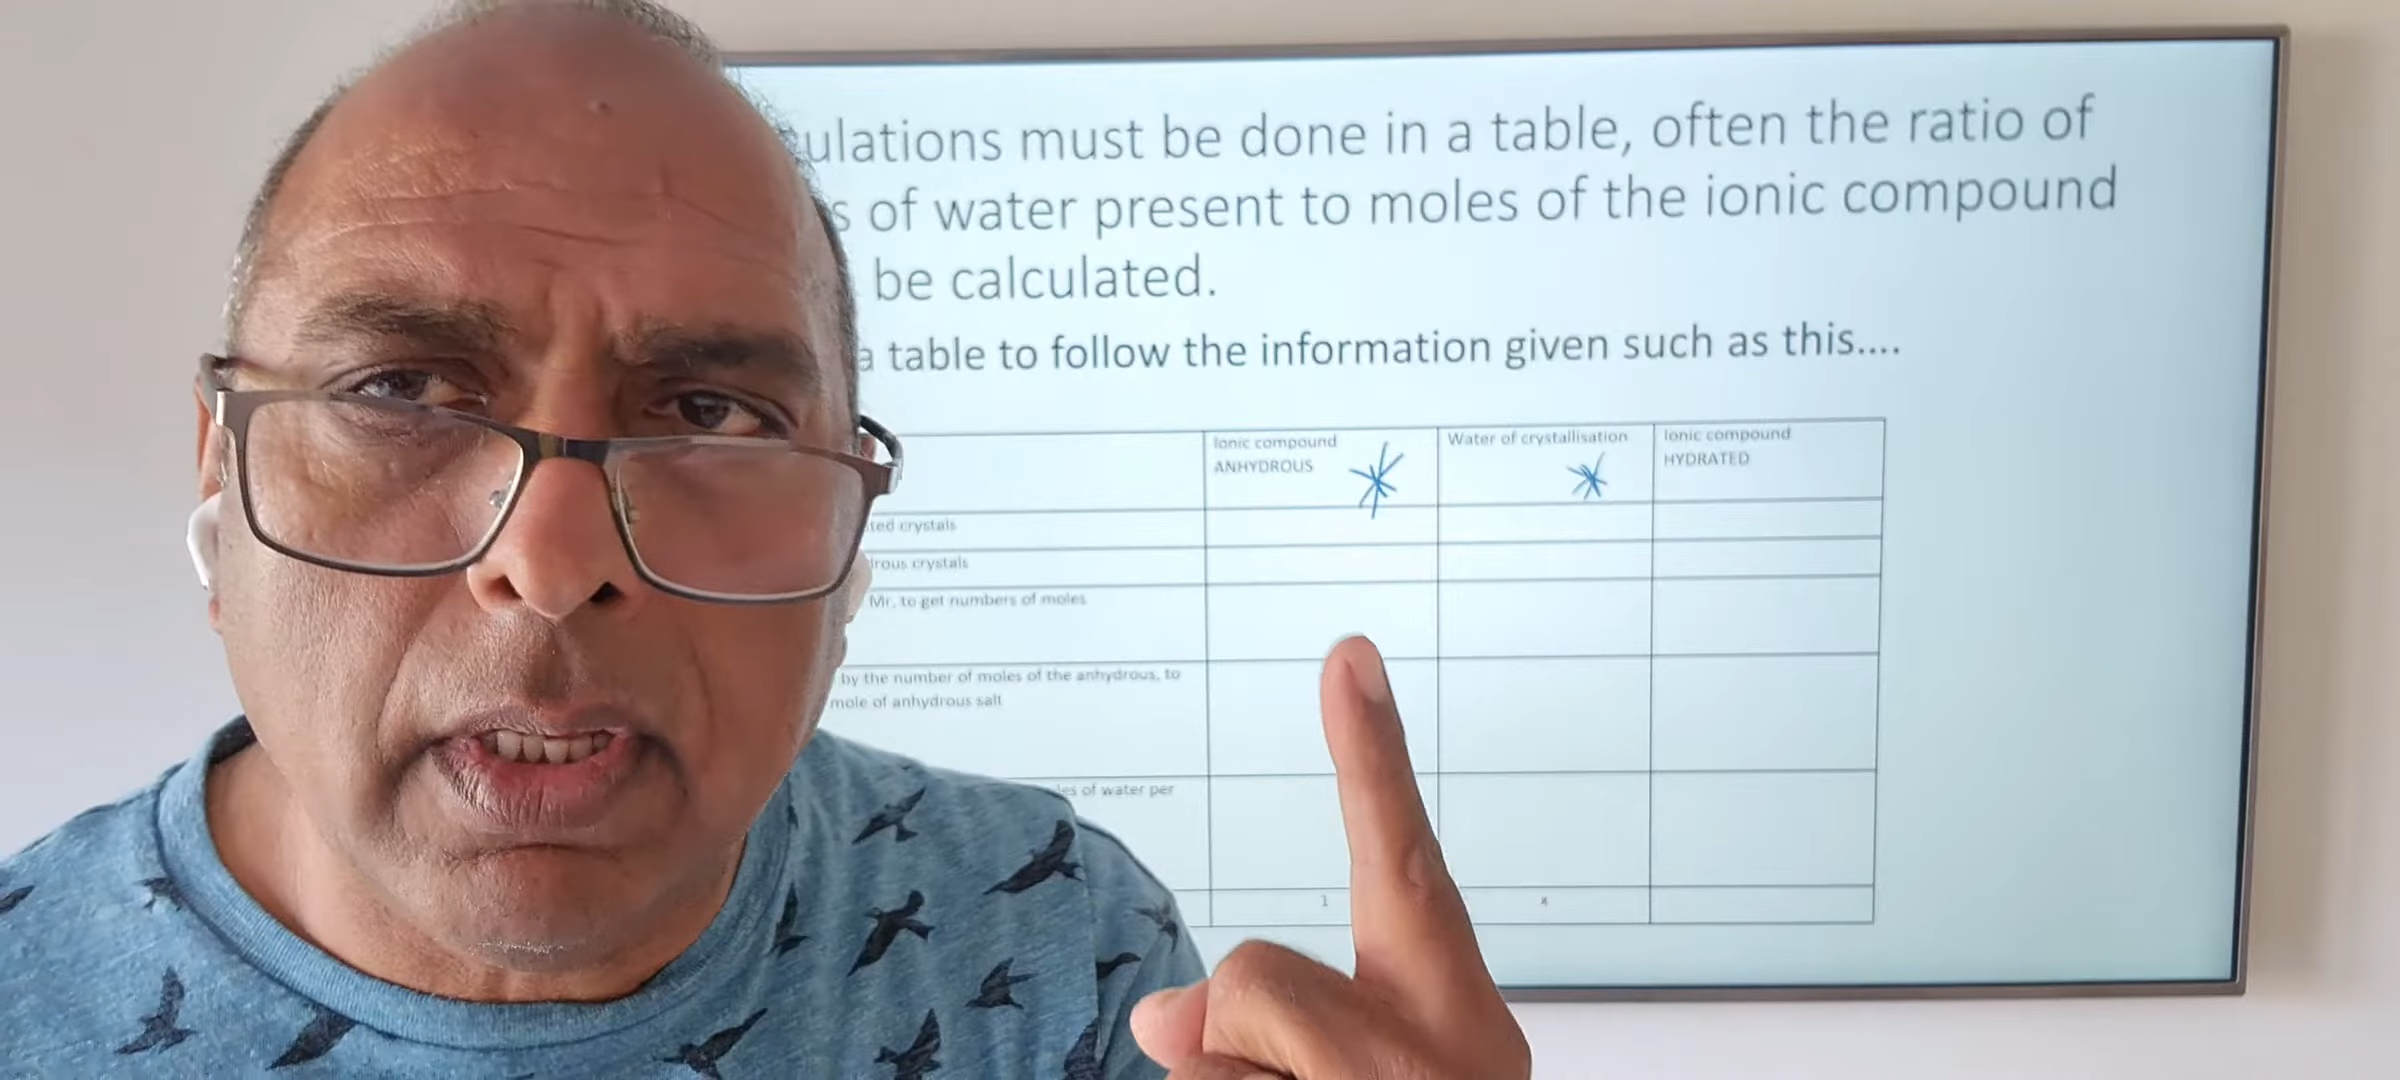 ulations must be done in a table, often the ratio of
s of water present to moles of the ionic compound
be calculated.
a table to follow the information given such as this....
Ionic compound
ANHYDROUS
Water of crystallisation
Ionic compound
HYDRATED
ted crystals
rous crystals
Mr, to get numbers of moles
by the number of moles of the anhydrous, to
mole of anhydrous salt
es of water per
1
x